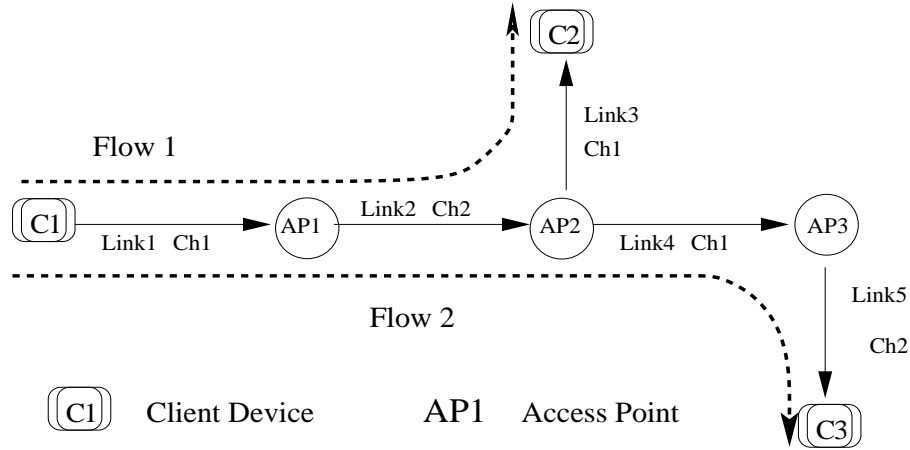 C2
Link3
Ch1
Flow 1
C1
AP1
Link2 Ch2
AP2
AP3
Link1 Ch1
Link4 Ch1
Link5
Flow 2
Ch2
C1 Client Device AP1 Access Point
C3